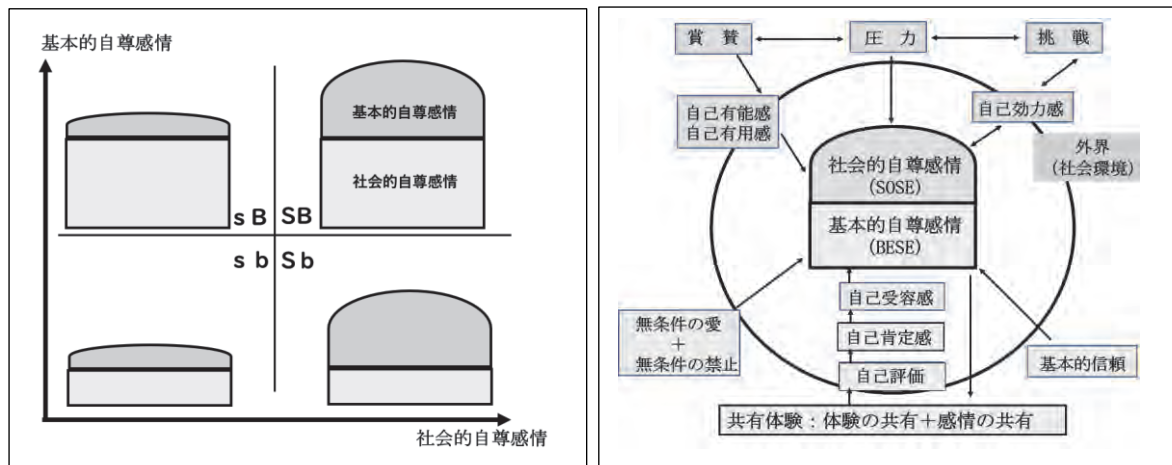 基本的自尊感情
基本的自尊感情
社会的自尊感情
sB SB
sb Sb
社会的自尊感情
賞賛
圧力
挑戦
自己有能感
自己有用感
自己効力感
外界
(社会環境)
社会的自尊感情
(SOSE)
基本的自尊感情
(BESE)
自己受容感
無条件の愛
+
無条件の禁止
自己肯定感
基本的信頼
自己評価
共有体験:体験の共有+感情の共有